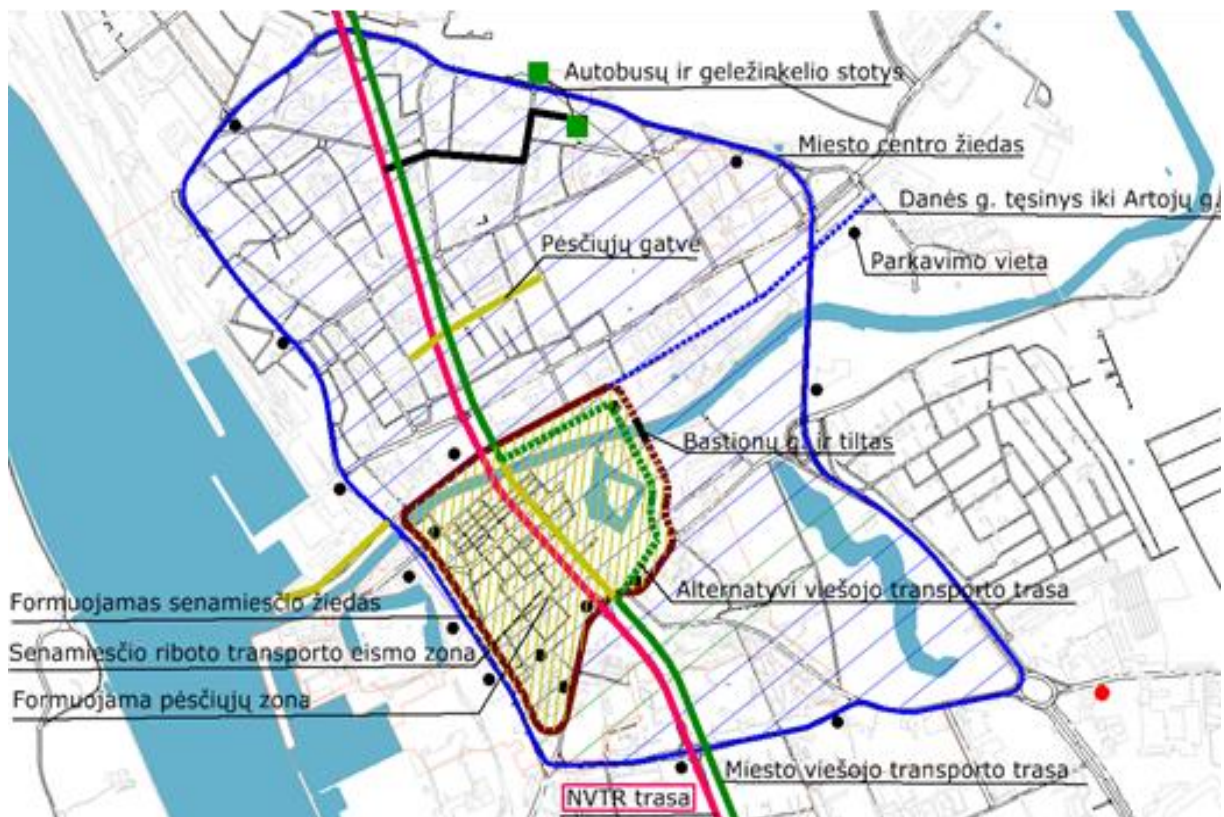 Autobusų ir geležinkelio stotys
Miesto centro žiedas
Danės g. tęsinys iki Artojų g.
Pėsčiųjų gatvė
Parkavimo vieta
Bastionų g. ir tiltas
Alternatyvi viešojo transporto trasa
Formuojamas senamiesčio žiedas
Senamiesčio riboto transporto eismo zona
Formuojama pėsčiųjų zona
Miesto viešojo transporto trasa
NVTR trasa